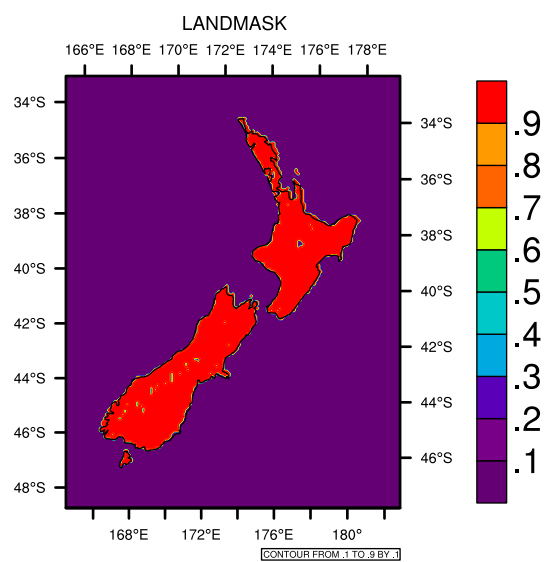 LANDMASK
166°E 168°E 170°E 172°E 174°E 176°E 178°E
34°S
36°S
38°S
40°S
42°S
44°S
46°S
48°S
34°S
36°S
38°S
40°S
42°S
44°S
46°S
168°E 172°E 176°E 180°
CONTOUR FROM .1 TO .9 BY .1
.9
.8
.7
.6
.5
.4
.3
.2
.1